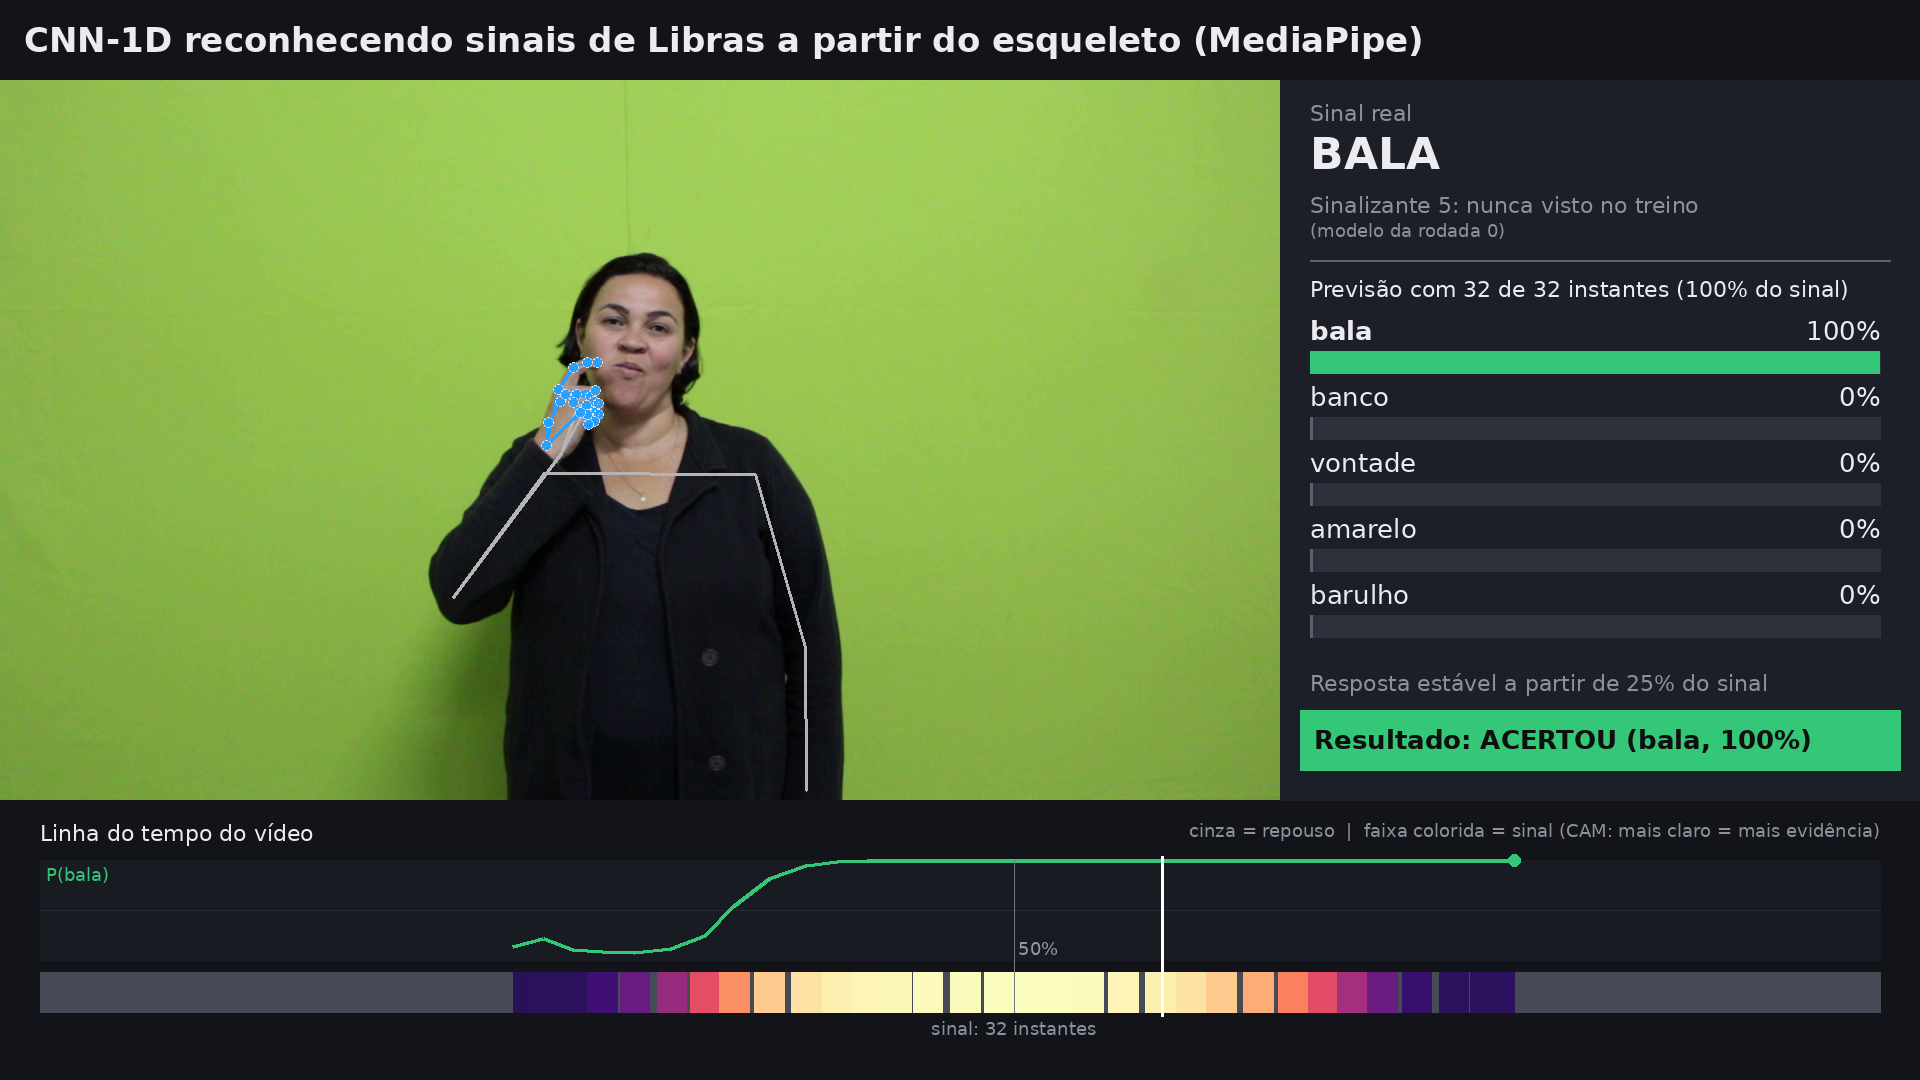 CNN-1D reconhecendo sinais de Libras a partir do esqueleto (MediaPipe)
Sinal real
BALA
Sinalizante 5: nunca visto no treino
(modelo da rodada 0)
Previsão com 32 de 32 instantes (100% do sinal)
bala 100%
banco 0%
vontade 0%
amarelo 0%
barulho 0%
Resposta estável a partir de 25% do sinal
Resultado: ACERTOU (bala, 100%)
Linha do tempo do vídeo
cinza = repouso | faixa colorida = sinal (CAM: mais claro = mais evidência)
P(bala)
50%
sinal: 32 instantes